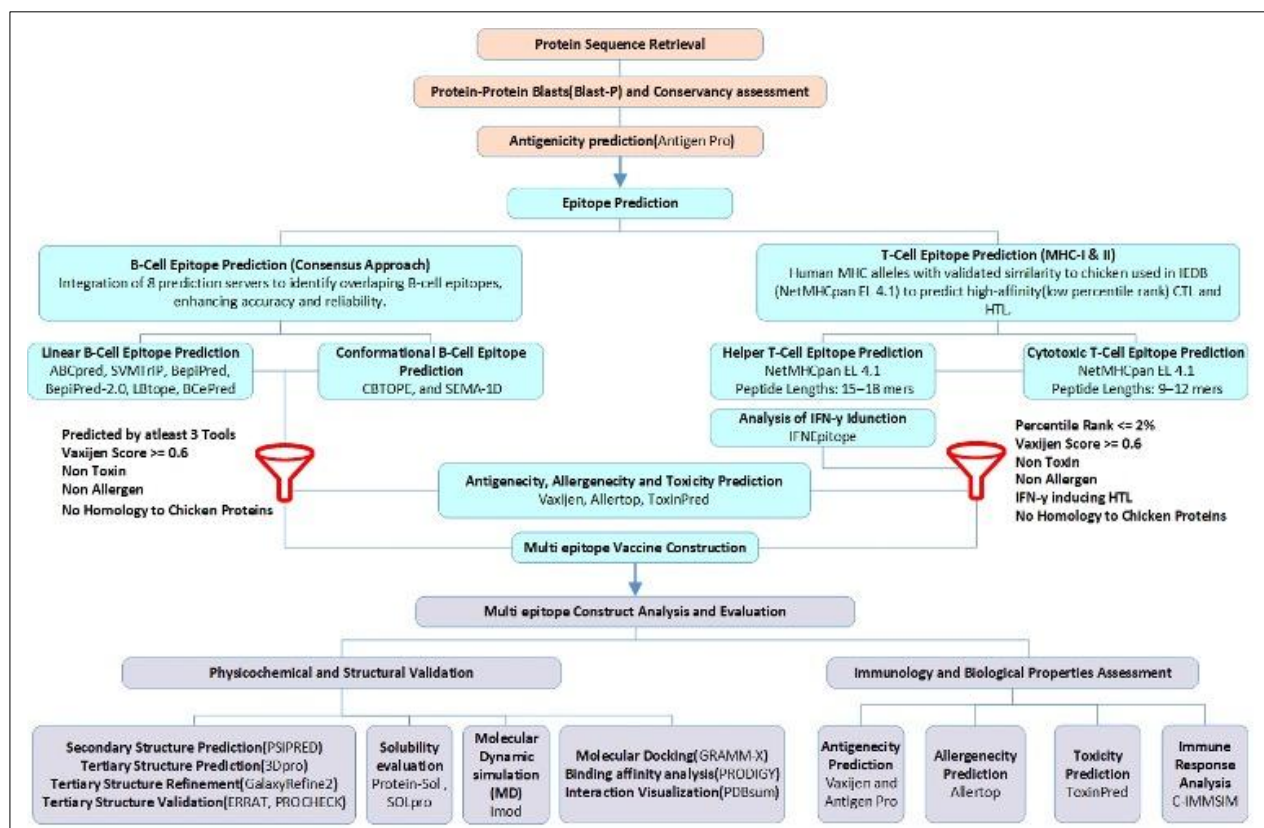 Protein Sequence Retrieval
Protein-Protein Blasts(Blast-P) and Conservancy assessment
Antigenicity prediction(Antigen Pro)
Epitope Prediction
B-Cell Epitope Prediction (Consensus Approach)
Integration of 8 prediction servers to identify overlaping B-cell epitopes,
enhancing accuracy and reliability.
T-Cell Epitope Prediction (MHC-I & II)
Human MHC alleles with validated similarity to chicken used in IEDB
(NetMHCpan EL 4.1) to predict high-affinity(low percentile rank) CTL and
HTL.
Linear B-Cell Epitope Prediction
ABCpred, SVMTriP, BepiPred,
BepiPred-2.0, LBtope, BCePred
Conformational B-Cell Epitope
Prediction
CBTOPE, and SEMA-1D
Helper T-Cell Epitope Prediction
NetMHCpan EL 4.1
Peptide Lengths: 15–18 mers
Cytotoxic T-Cell Epitope Prediction
NetMHCpan EL 4.1
Peptide Lengths: 9–12 mers
Analysis of IFN-γ Idunction
IFNEpitope
Predicted by atleast 3 Tools
Vaxijen Score >= 0.6
Non Toxin
Non Allergen
No Homology to Chicken Proteins
Antigenecity, Allergenecity and Toxicity Prediction
Vaxijen, Allertop, ToxinPred
Percentile Rank <= 2%
Vaxijen Score >= 0.6
Non Toxin
Non Allergen
IFN-γ inducing HTL
No Homology to Chicken Proteins
Multi epitope Vaccine Construction
Multi epitope Construct Analysis and Evaluation
Physicochemical and Structural Validation
Immunology and Biological Properties Assessment
Secondary Structure Prediction(PSIPRED)
Tertiary Structure Prediction(3Dpro)
Tertiary Structure Refinement(GalaxyRefine2)
Tertiary Structure Validation(ERRAT, PROCHECK)
Solubility
evaluation
Protein-Sol ,
SOLpro
Molecular
Dynamic
simulation
(MD)
Imod
Molecular Docking(GRAMM-X)
Binding affinity analysis(PRODIGY)
Interaction Visualization(PDBsum)
Antigenecity
Prediction
Vaxijen and
Antigen Pro
Allergenecity
Prediction
Allertop
Toxicity
Prediction
ToxinPred
Immune
Response
Analysis
C-IMMSIM